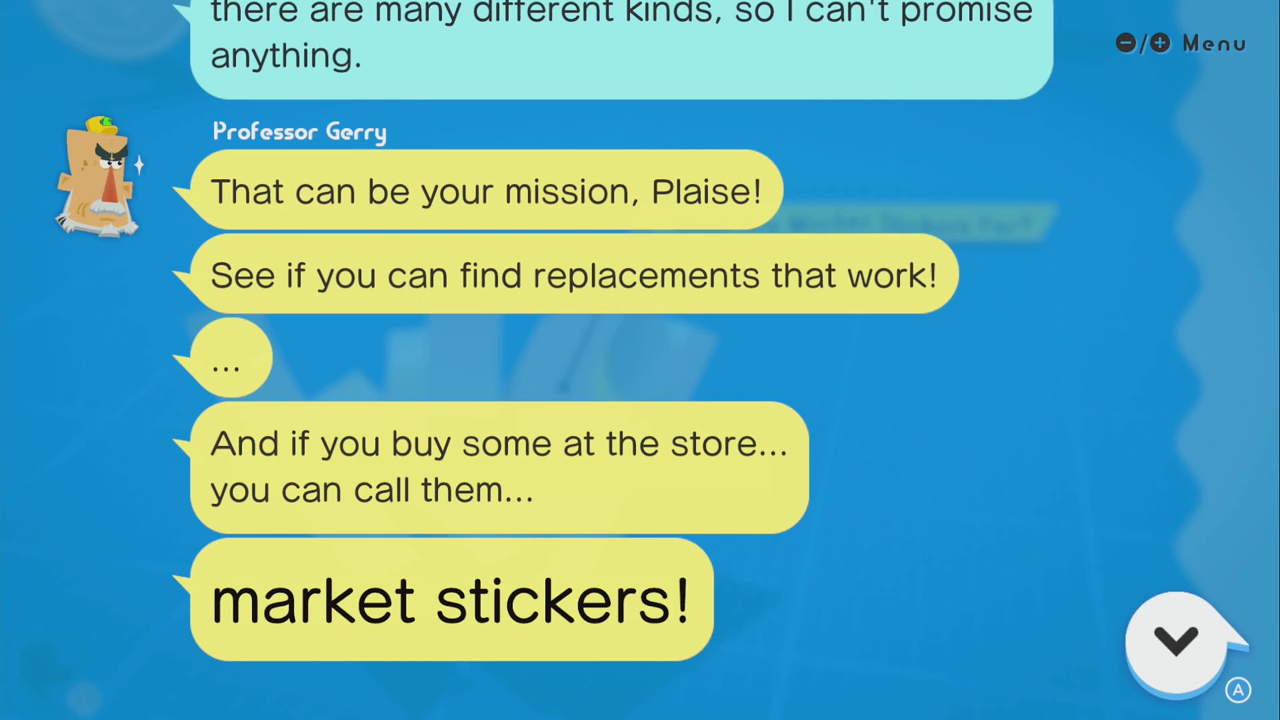 there are many different kinds, so I can't promise
anything.
-/+ Menu
Professor Gerry
That can be your mission, Plaise!
See if you can find replacements that work!
...
And if you buy some at the store...
you can call them...
market stickers!
A